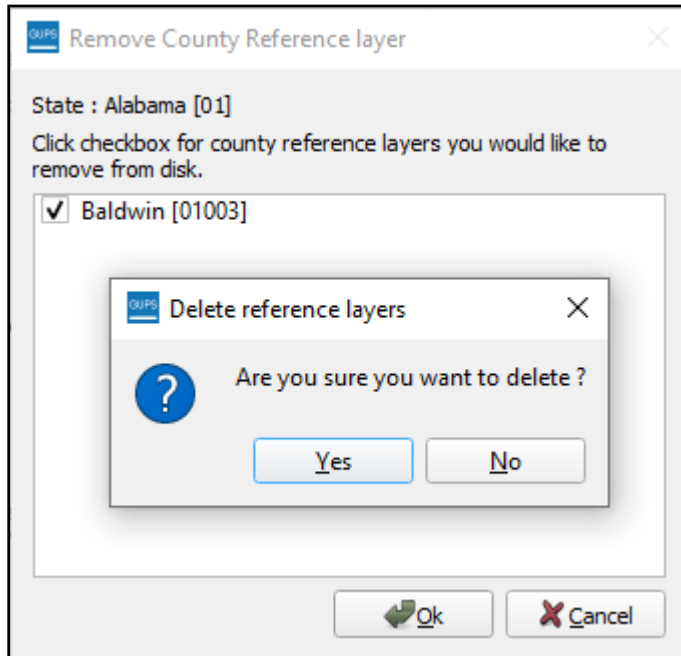 GUPS Remove County Reference layer
State : Alabama [01]
Click checkbox for county reference layers you would like to
remove from disk.
Baldwin [01003]
GUPS Delete reference layers
? Are you sure you want to delete ?
Yes No
Ok Cancel